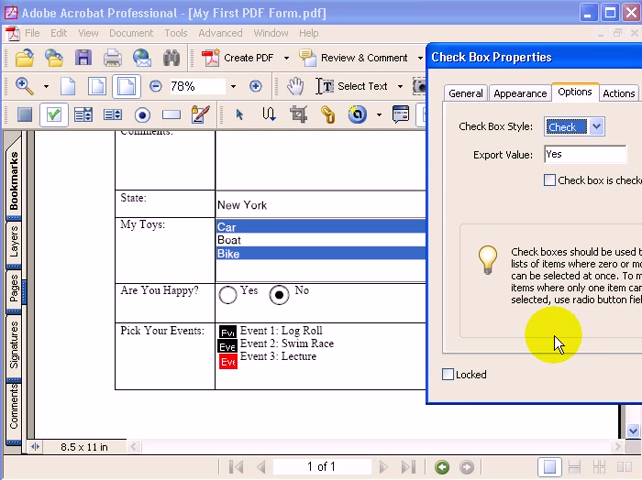 Adobe Acrobat Professional - [My First PDF Form.pdf]
File Edit View Document Tools Advanced Window Help
Create PDF Review & Comment
78% Select Text
Check Box Properties
General Appearance Options Actions
Check Box Style: Check
Export Value: Yes
Check box is checke
Check boxes should be used t
lists of items where zero or mo
can be selected at once. To m
items where only one item can
selected, use radio button fiel
Locked
Bookmarks
Layers
Pages
Signatures
Comments
Comments:
State: New York
My Toys: Car
Boat
Bike
Are You Happy? Yes No
Pick Your Events: Eve Event 1: Log Roll
Eve Event 2: Swim Race
Eve Event 3: Lecture
8.5 x 11 in
1 of 1